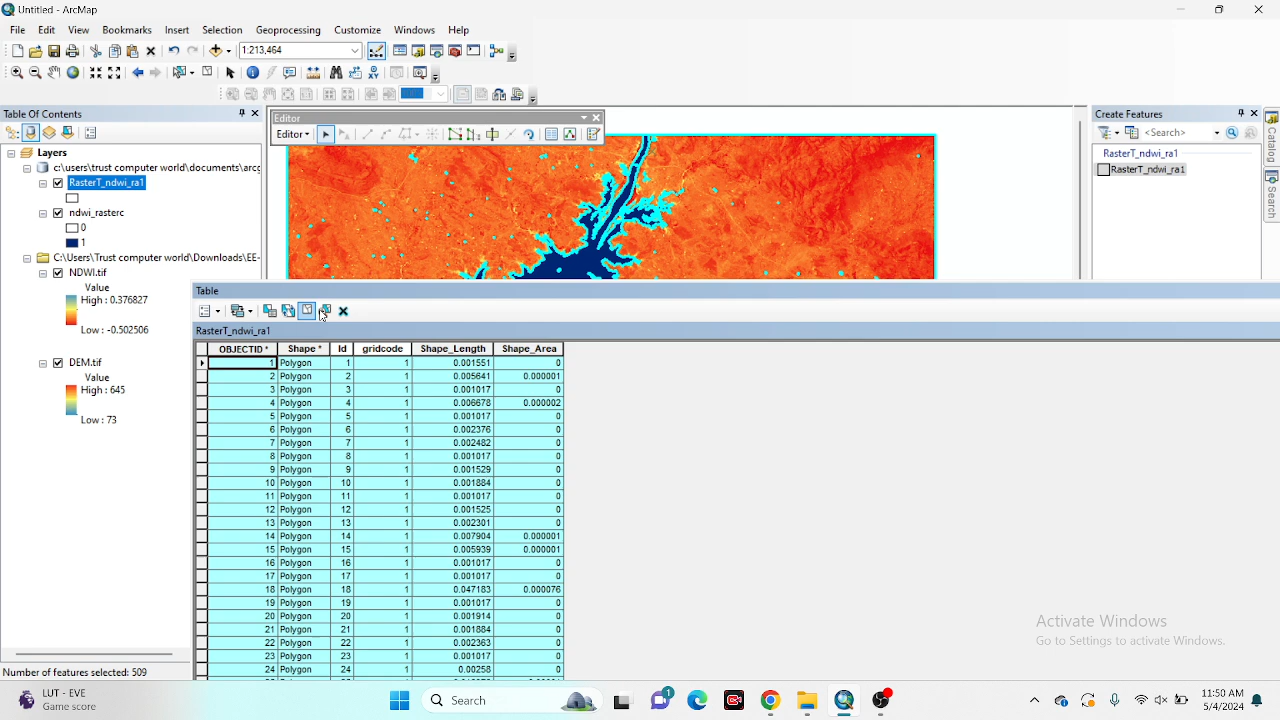 Untitled - ArcMap
File Edit View Bookmarks Insert Selection Geoprocessing Customize Windows Help
1:213,464
Table Of Contents
Editor
Create Features
Editor
<Search>
Catalog
Search
Layers
c:\users\trust computer world\documents\arcg
RasterT_ndwi_ra1
RasterT_ndwi_ra1
RasterT_ndwi_ra1
ndwi_rasterc
0
1
C:\Users\Trust computer world\Downloads\EE-
NDWI.tif
Value
High : 0.376827
Low : -0.502506
DEM.tif
Value
High : 645
Low : 73
Table
RasterT_ndwi_ra1
OBJECTID * Shape * Id gridcode Shape_Length Shape_Area
1 Polygon 1 1 0.001551 0
2 Polygon 2 1 0.005641 0.000001
3 Polygon 3 1 0.001017 0
4 Polygon 4 1 0.006678 0.000002
5 Polygon 5 1 0.001017 0
6 Polygon 6 1 0.002376 0
7 Polygon 7 1 0.002482 0
8 Polygon 8 1 0.001017 0
9 Polygon 9 1 0.001529 0
10 Polygon 10 1 0.001884 0
11 Polygon 11 1 0.001017 0
12 Polygon 12 1 0.001525 0
13 Polygon 13 1 0.002301 0
14 Polygon 14 1 0.007904 0.000001
15 Polygon 15 1 0.005939 0.000001
16 Polygon 16 1 0.001017 0
17 Polygon 17 1 0.001017 0
18 Polygon 18 1 0.047183 0.000076
19 Polygon 19 1 0.001017 0
20 Polygon 20 1 0.001914 0
21 Polygon 21 1 0.001884 0
22 Polygon 22 1 0.002363 0
23 Polygon 23 1 0.001017 0
24 Polygon 24 1 0.00258 0
Activate Windows
Go to Settings to activate Windows.
Number of features selected: 509
LUT - EVE
Game score
Search
1
11:50 AM
5/4/2024